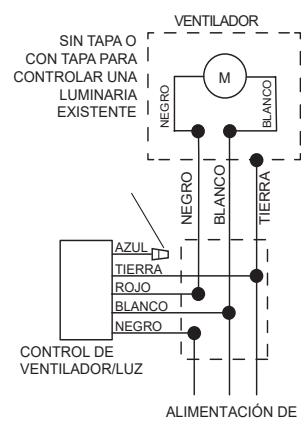 VENTILADOR
SIN TAPA O
CON TAPA PARA
CONTROLAR UNA
LUMINARIA
EXISTENTE
M
NEGRO
BLANCO
NEGRO
BLANCO
TIERRA
AZUL
TIERRA
ROJO
BLANCO
NEGRO
CONTROL DE
VENTILADOR/LUZ
ALIMENTACIÓN DE